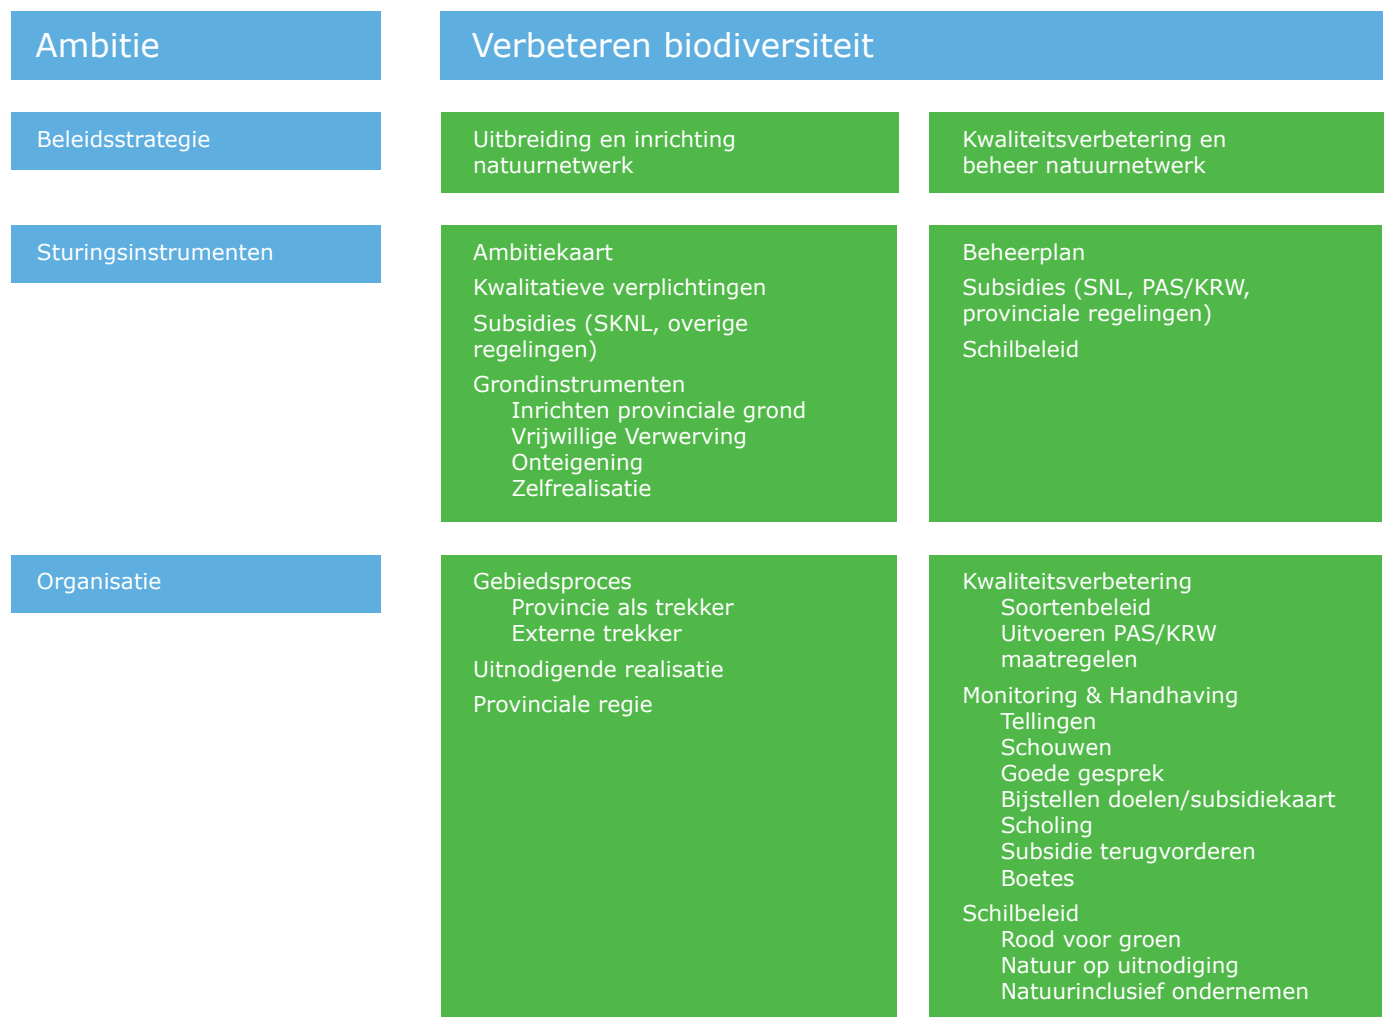 Ambitie
Verbeteren biodiversiteit
Beleidsstrategie
Uitbreiding en inrichting
natuurnetwerk
Kwaliteitsverbetering en
beheer natuurnetwerk
Sturingsinstrumenten
Ambitiekaart
Kwalitatieve verplichtingen
Subsidies (SKNL, overige
regelingen)
Grondinstrumenten
Inrichten provinciale grond
Vrijwillige Verwerving
Onteigening
Zelfrealisatie
Beheerplan
Subsidies (SNL, PAS/KRW,
provinciale regelingen)
Schilbeleid
Organisatie
Gebiedsproces
Provincie als trekker
Externe trekker
Uitnodigende realisatie
Provinciale regie
Kwaliteitsverbetering
Soortenbeleid
Uitvoeren PAS/KRW
maatregelen
Monitoring & Handhaving
Tellingen
Schouwen
Goede gesprek
Bijstellen doelen/subsidiekaart
Scholing
Subsidie terugvorderen
Boetes
Schilbeleid
Rood voor groen
Natuur op uitnodiging
Natuurinclusief ondernemen